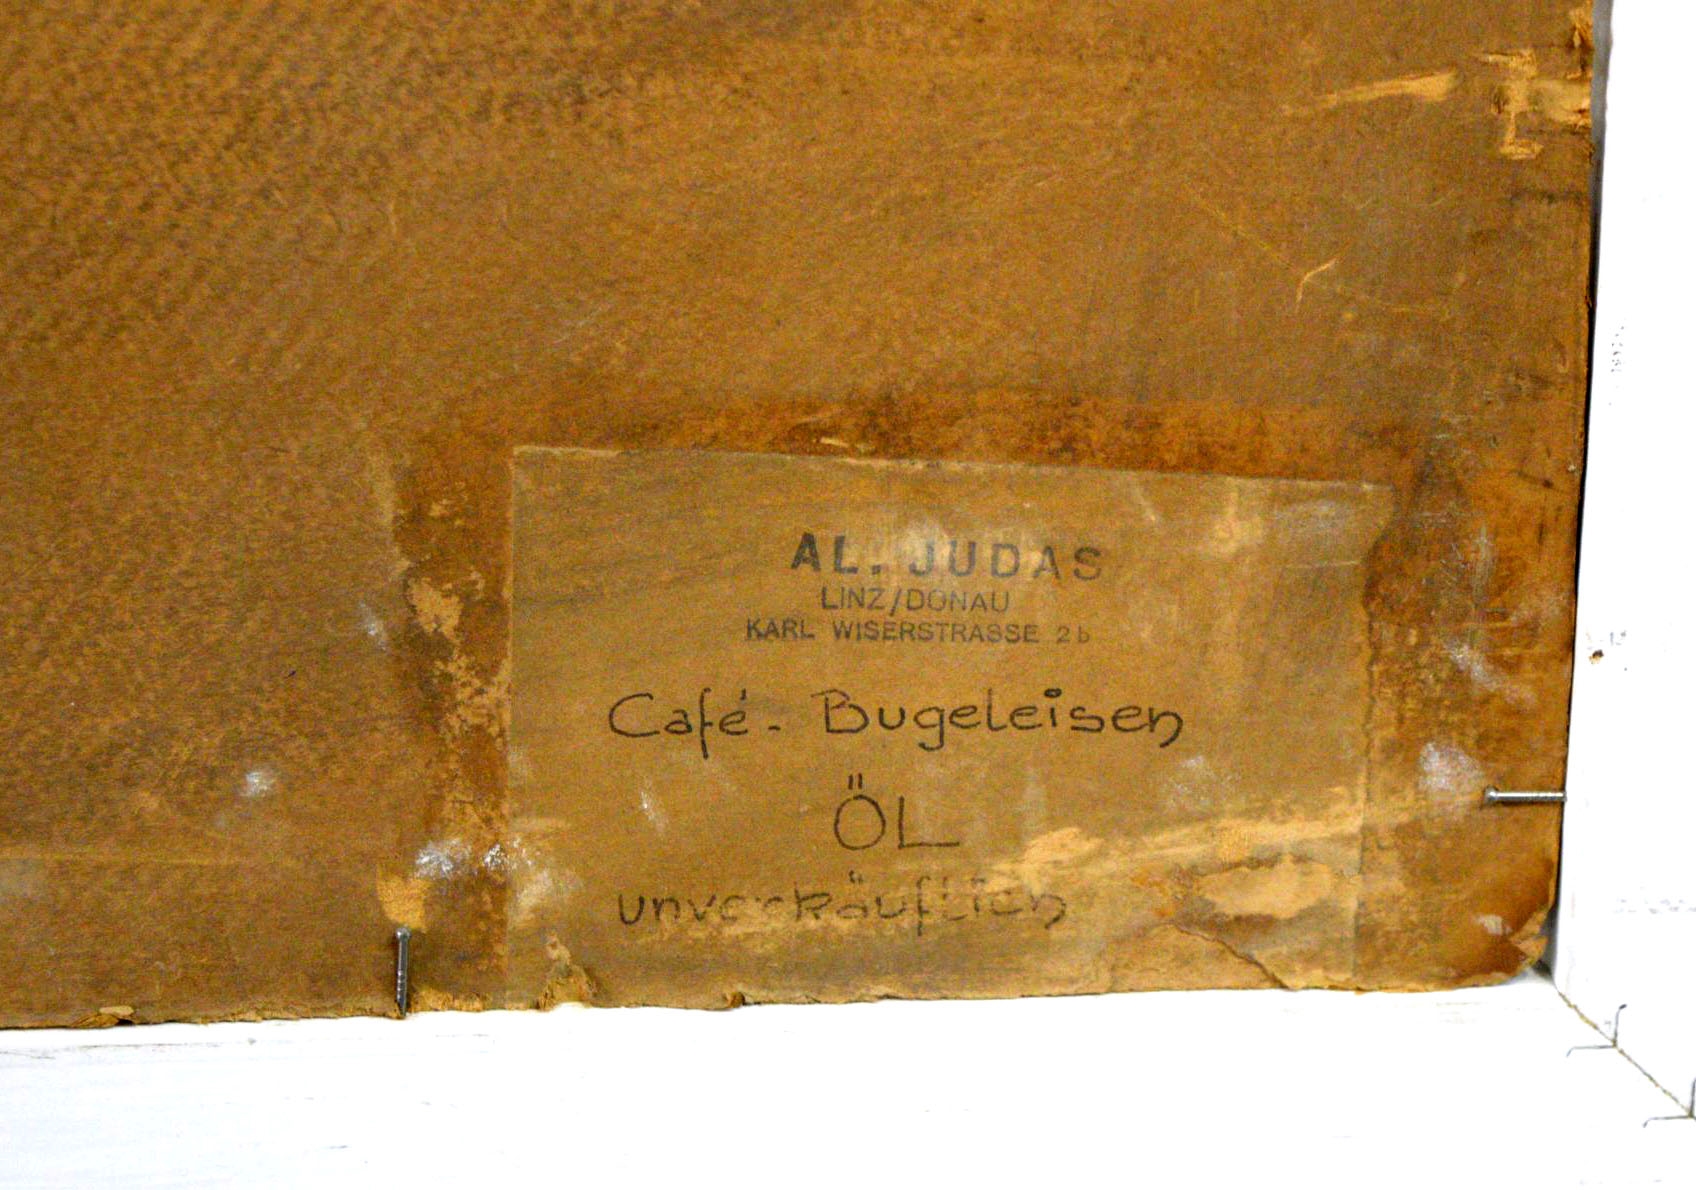 AL. JUDAS
LINZ/DONAU
KARL WISERSTRASSE 2b
Café - Bugeleisen
ÖL
unverkäuflich